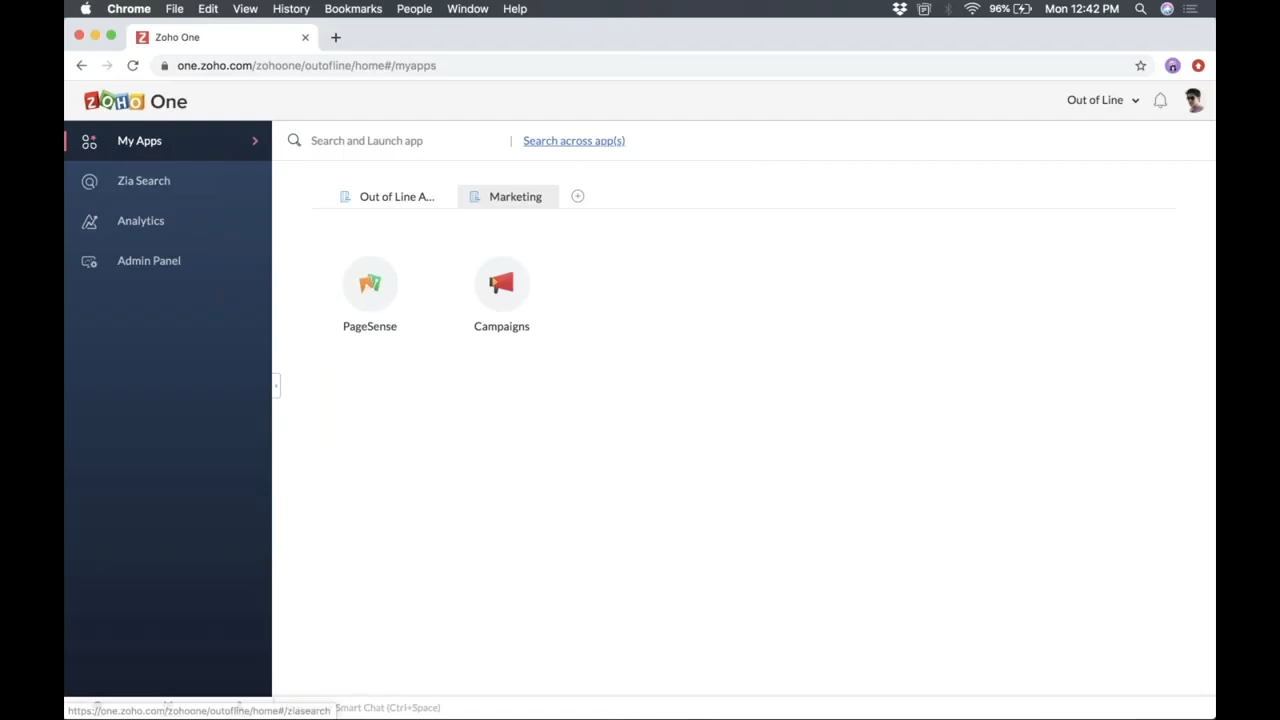 Chrome File Edit View History Bookmarks People Window Help 96% Mon 12:42 PM
Zoho One
one.zoho.com/zohoone/outofline/home#/myapps
ZOHO One Out of Line
My Apps Search and Launch app | Search across app(s)
Zia Search
Out of Line A... Marketing
Analytics
Admin Panel
PageSense Campaigns
https://one.zoho.com/zohoone/outofline/home#/ziasearch Smart Chat (Ctrl+Space)